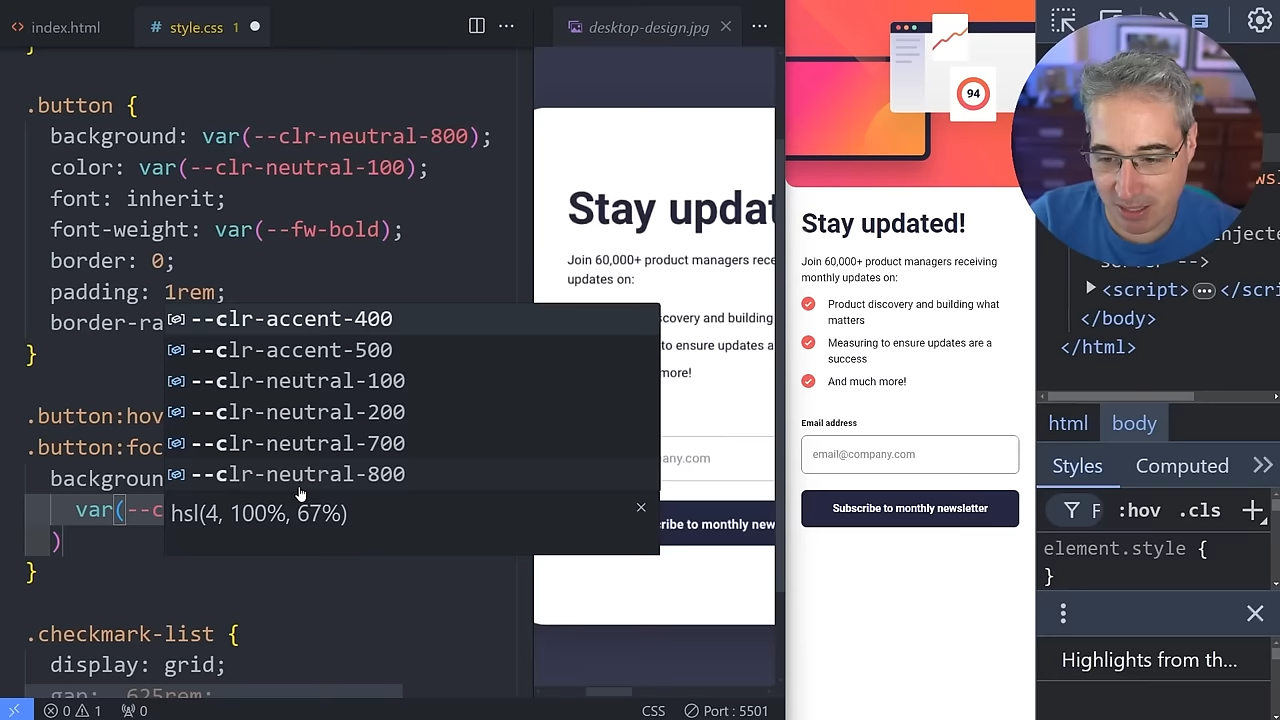 index.html
style.css 1
desktop-design.jpg
}
.button {
background: var(--clr-neutral-800);
color: var(--clr-neutral-100);
font: inherit;
font-weight: var(--fw-bold);
border: 0;
padding: 1rem;
border-ra
}
.button:hov
.button:foc
backgroun
var(--c
)
}
.checkmark-list {
display: grid;
gap: .625rem;
--clr-accent-400
--clr-accent-500
--clr-neutral-100
--clr-neutral-200
--clr-neutral-700
--clr-neutral-800
hsl(4, 100%, 67%)
Stay updat
Join 60,000+ product managers rece
updates on:
scovery and building
to ensure updates a
more!
any.com
ribe to monthly new
94
Stay updated!
Join 60,000+ product managers receiving
monthly updates on:
Product discovery and building what
matters
Measuring to ensure updates are a
success
And much more!
Email address
email@company.com
Subscribe to monthly newsletter
ws
njecte
server -->
<script> </scri
</body>
</html>
html
body
Styles
Computed
F
:hov
.cls
element.style {
}
Highlights from th...
0
1
0
CSS
Port : 5501